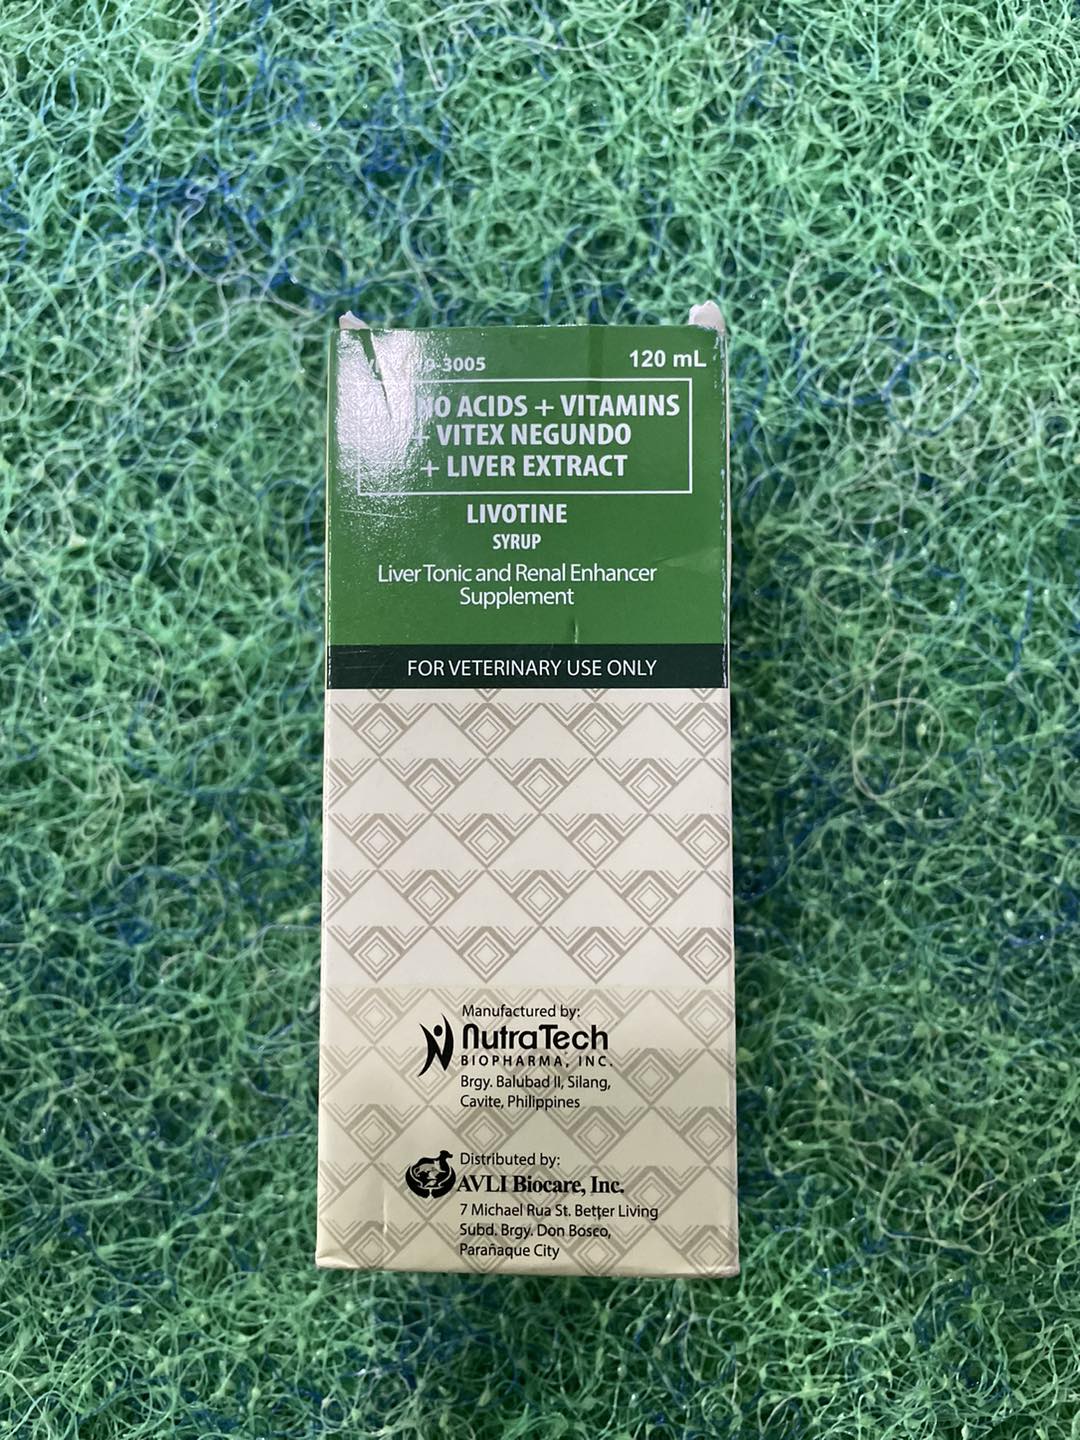 9-3005
120 mL
ACIDS + VITAMINS
+ VITEX NEGUNDO
+ LIVER EXTRACT
LIVOTINE
SYRUP
Liver Tonic and Renal Enhancer
Supplement
FOR VETERINARY USE ONLY
Manufactured by:
NutraTech
BIOPHARMA, INC.
Brgy. Balubad II, Silang,
Cavite, Philippines
Distributed by:
AVLI Biocare, Inc.
7 Michael Rua St. Better Living
Subd. Brgy. Don Bosco,
Parañaque City